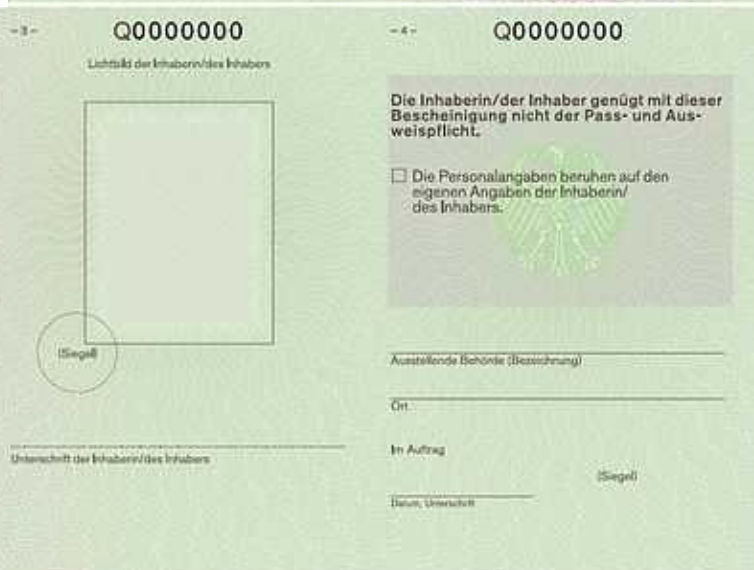 - 3 -
Q0000000
Lichtbild der Inhaberin/des Inhabers
(Siegel)
Unterschrift der Inhaberin/des Inhabers
- 4 -
Q0000000
Die Inhaberin/der Inhaber genügt mit dieser
Bescheinigung nicht der Pass- und Aus-
weispflicht.
Die Personalangaben beruhen auf den
eigenen Angaben der Inhaberin/
des Inhabers.
Ausstellende Behörde (Bezeichnung)
Ort
Im Auftrag
(Siegel)
Datum, Unterschrift